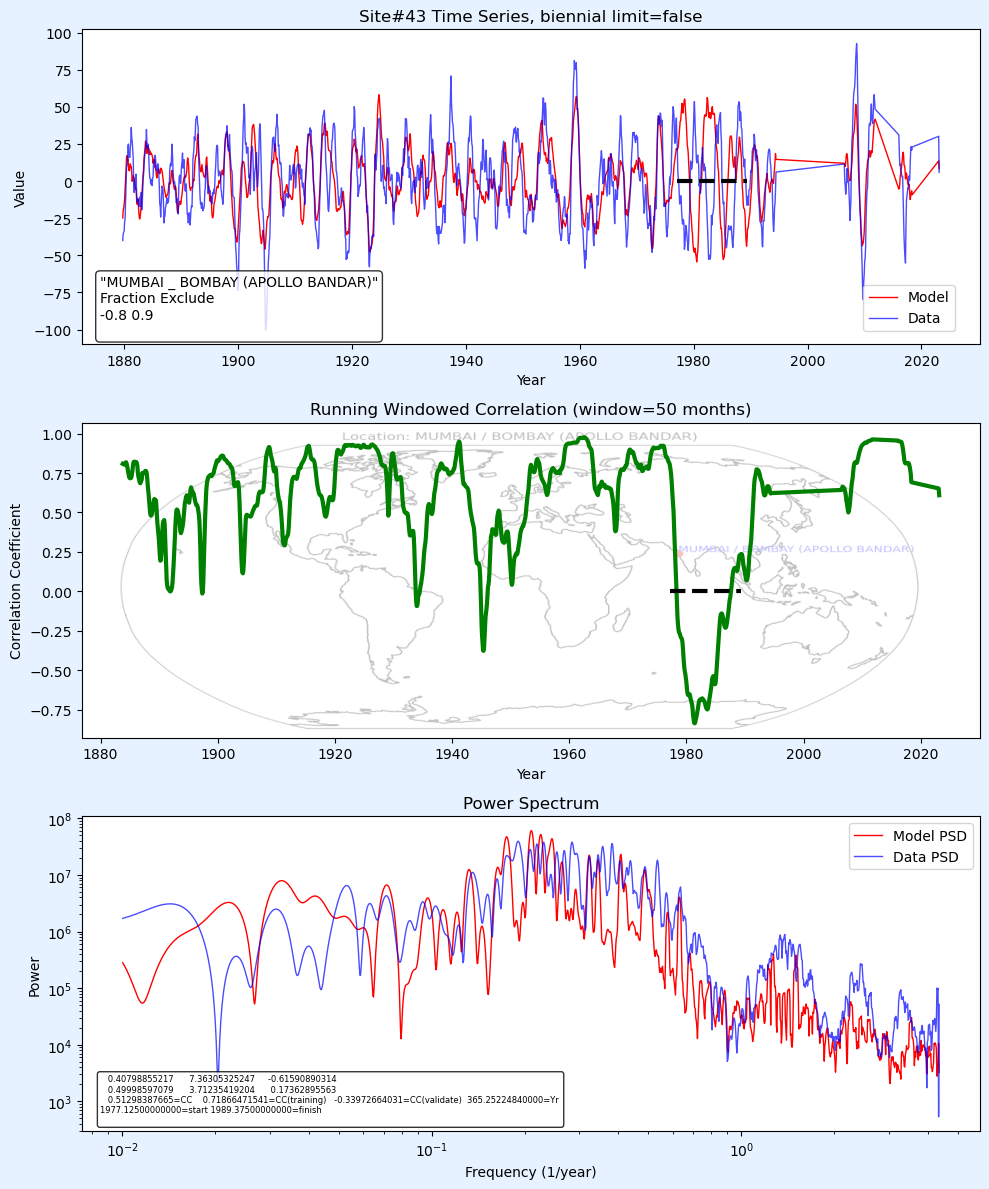 Site#43 Time Series, biennial limit=false
100
75
50
25
0
−25
−50
−75
−100
Value
"MUMBAI _ BOMBAY (APOLLO BANDAR)"
Fraction Exclude
-0.8 0.9
Model
Data
1880 1900 1920 1940 1960 1980 2000 2020
Year
Running Windowed Correlation (window=50 months)
Location: MUMBAI / BOMBAY (APOLLO BANDAR)
MUMBAI / BOMBAY (APOLLO BANDAR)
1.00
0.75
0.50
0.25
0.00
−0.25
−0.50
−0.75
Correlation Coefficient
1880 1900 1920 1940 1960 1980 2000 2020
Year
Power Spectrum
Model PSD
Data PSD
10⁸
10⁷
10⁶
10⁵
10⁴
10³
Power
0.40798855217 7.36305325247 -0.61590890314
0.49998597079 3.71235419204 0.17362895563
0.51298387665=CC 0.71866471541=CC(training) -0.33972664031=CC(validate) 365.25224840000=Yr
1977.12500000000=start 1989.37500000000=finish
10⁻² 10⁻¹ 10⁰
Frequency (1/year)